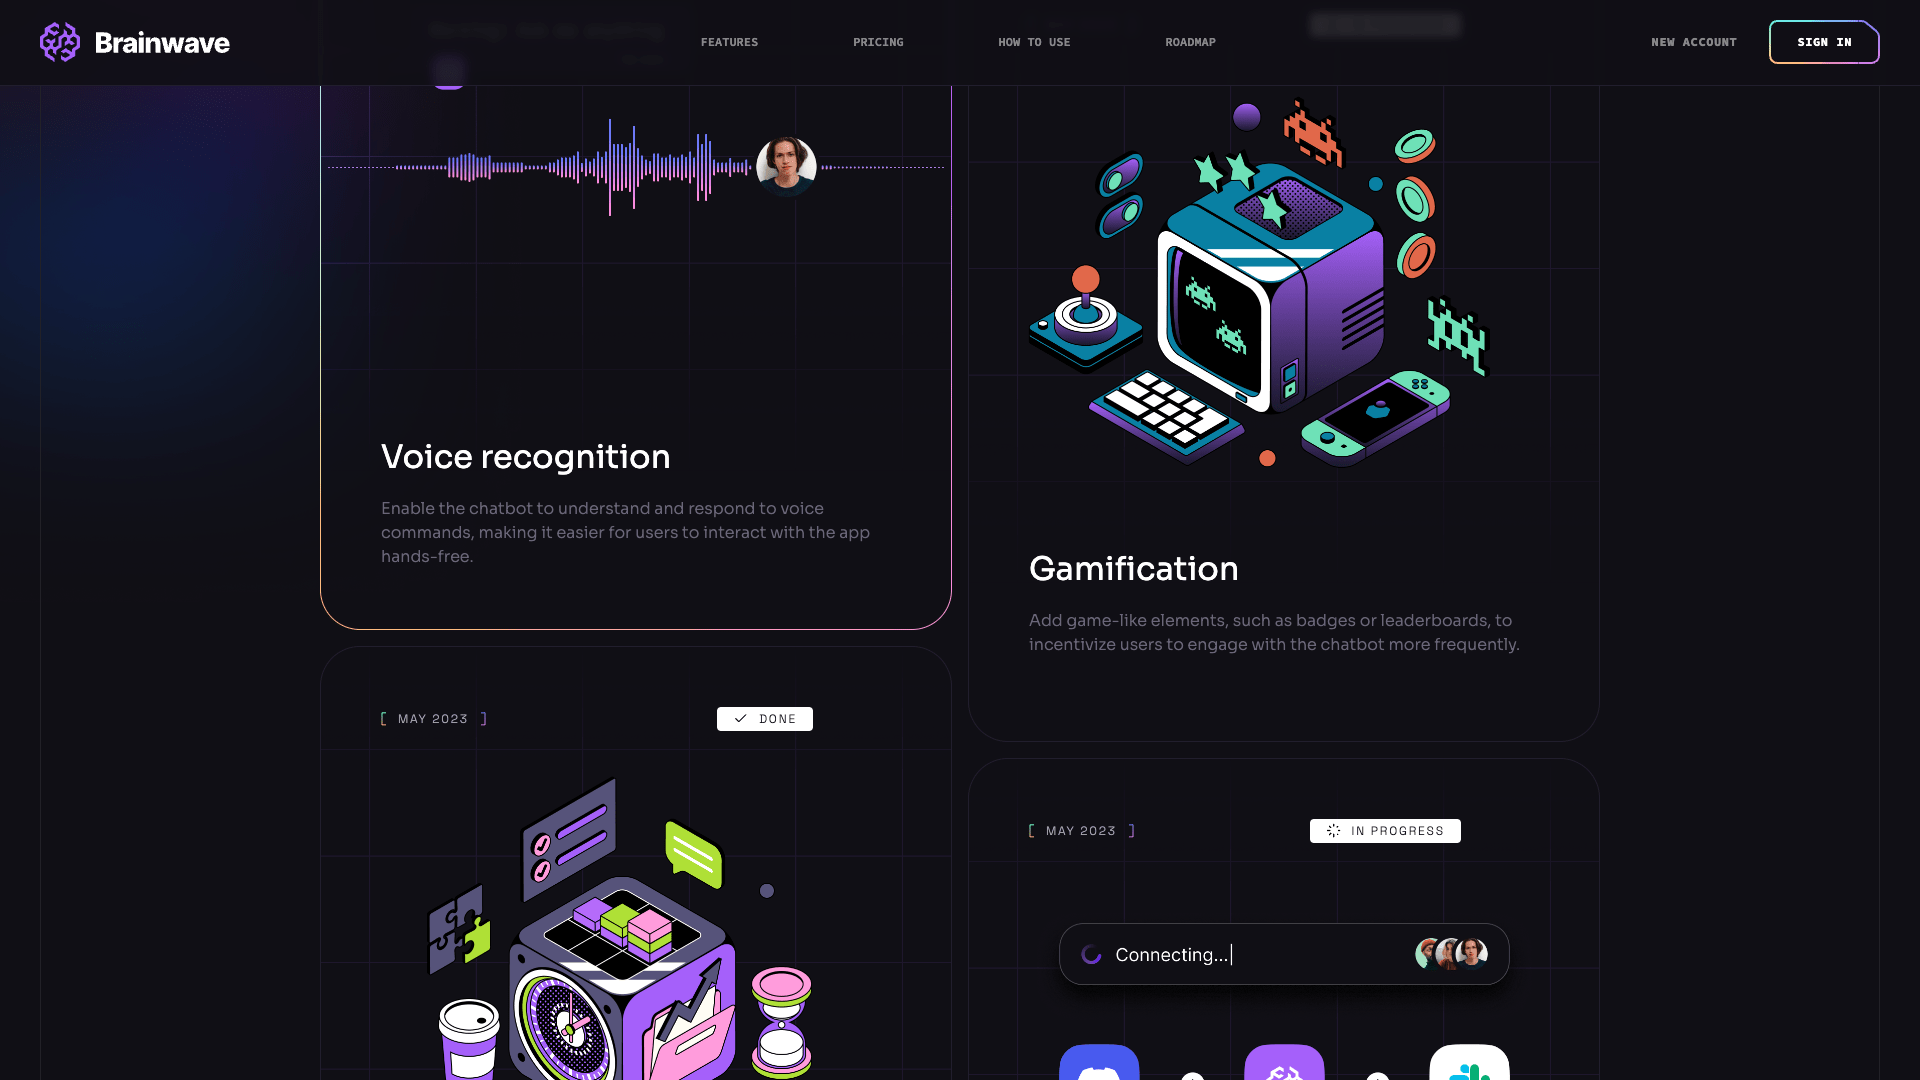 Brainwave
FEATURES
PRICING
HOW TO USE
ROADMAP
NEW ACCOUNT
SIGN IN
Voice recognition
Enable the chatbot to understand and respond to voice
commands, making it easier for users to interact with the app
hands-free.
Gamification
Add game-like elements, such as badges or leaderboards, to
incentivize users to engage with the chatbot more frequently.
[ MAY 2023 ]
DONE
[ MAY 2023 ]
IN PROGRESS
Connecting...|